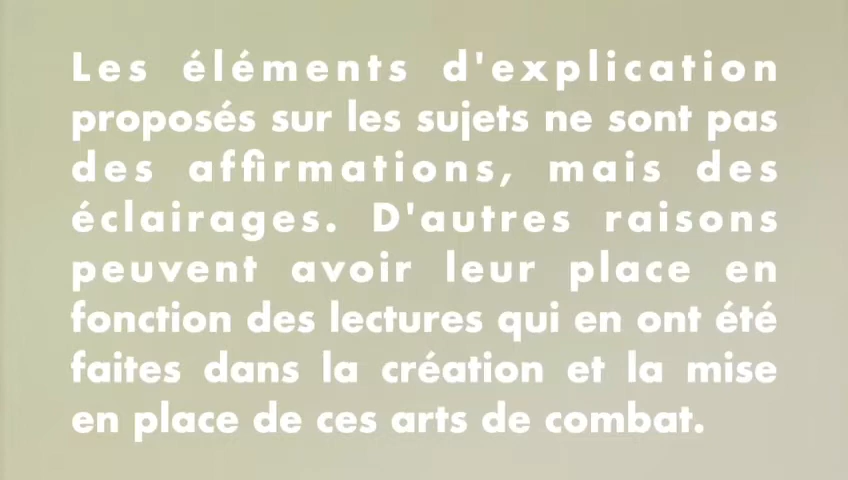 Les éléments d'explication
proposés sur les sujets ne sont pas
des affirmations, mais des
éclairages. D'autres raisons
peuvent avoir leur place en
fonction des lectures qui en ont été
faites dans la création et la mise
en place de ces arts de combat.